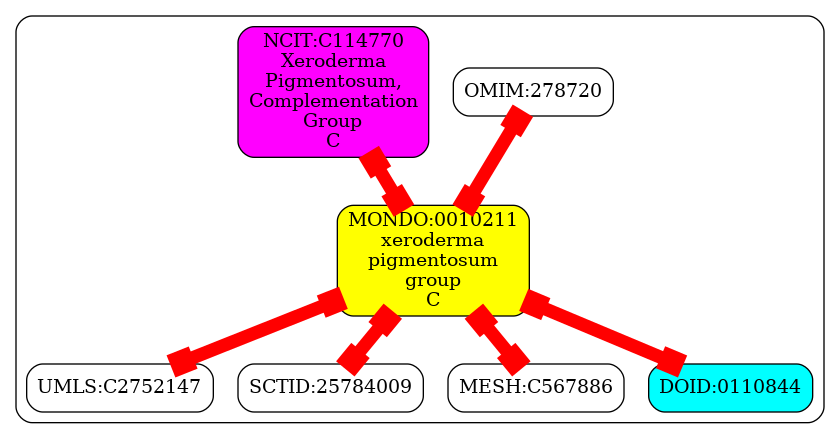 NCIT:C114770
Xeroderma
Pigmentosum,
Complementation
Group
C
OMIM:278720
MONDO:0010211
xeroderma
pigmentosum
group
C
UMLS:C2752147
SCTID:25784009
MESH:C567886
DOID:0110844